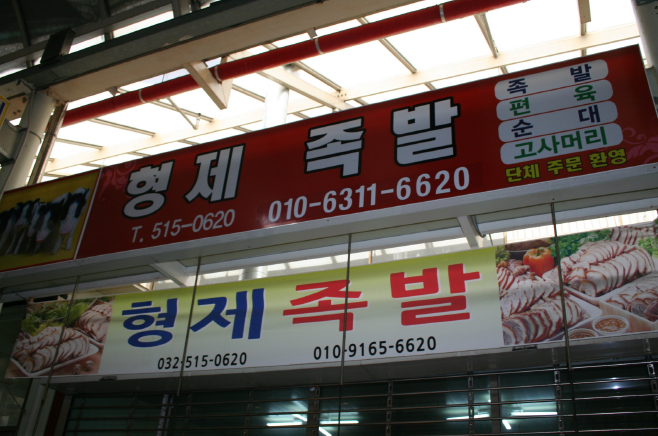 형제 족발
T. 515-0620 010-6311-6620
족 발
편 육
순 대
고사머리
단체 주문 환영
형제 족발
032-515-0620 010-9165-6620